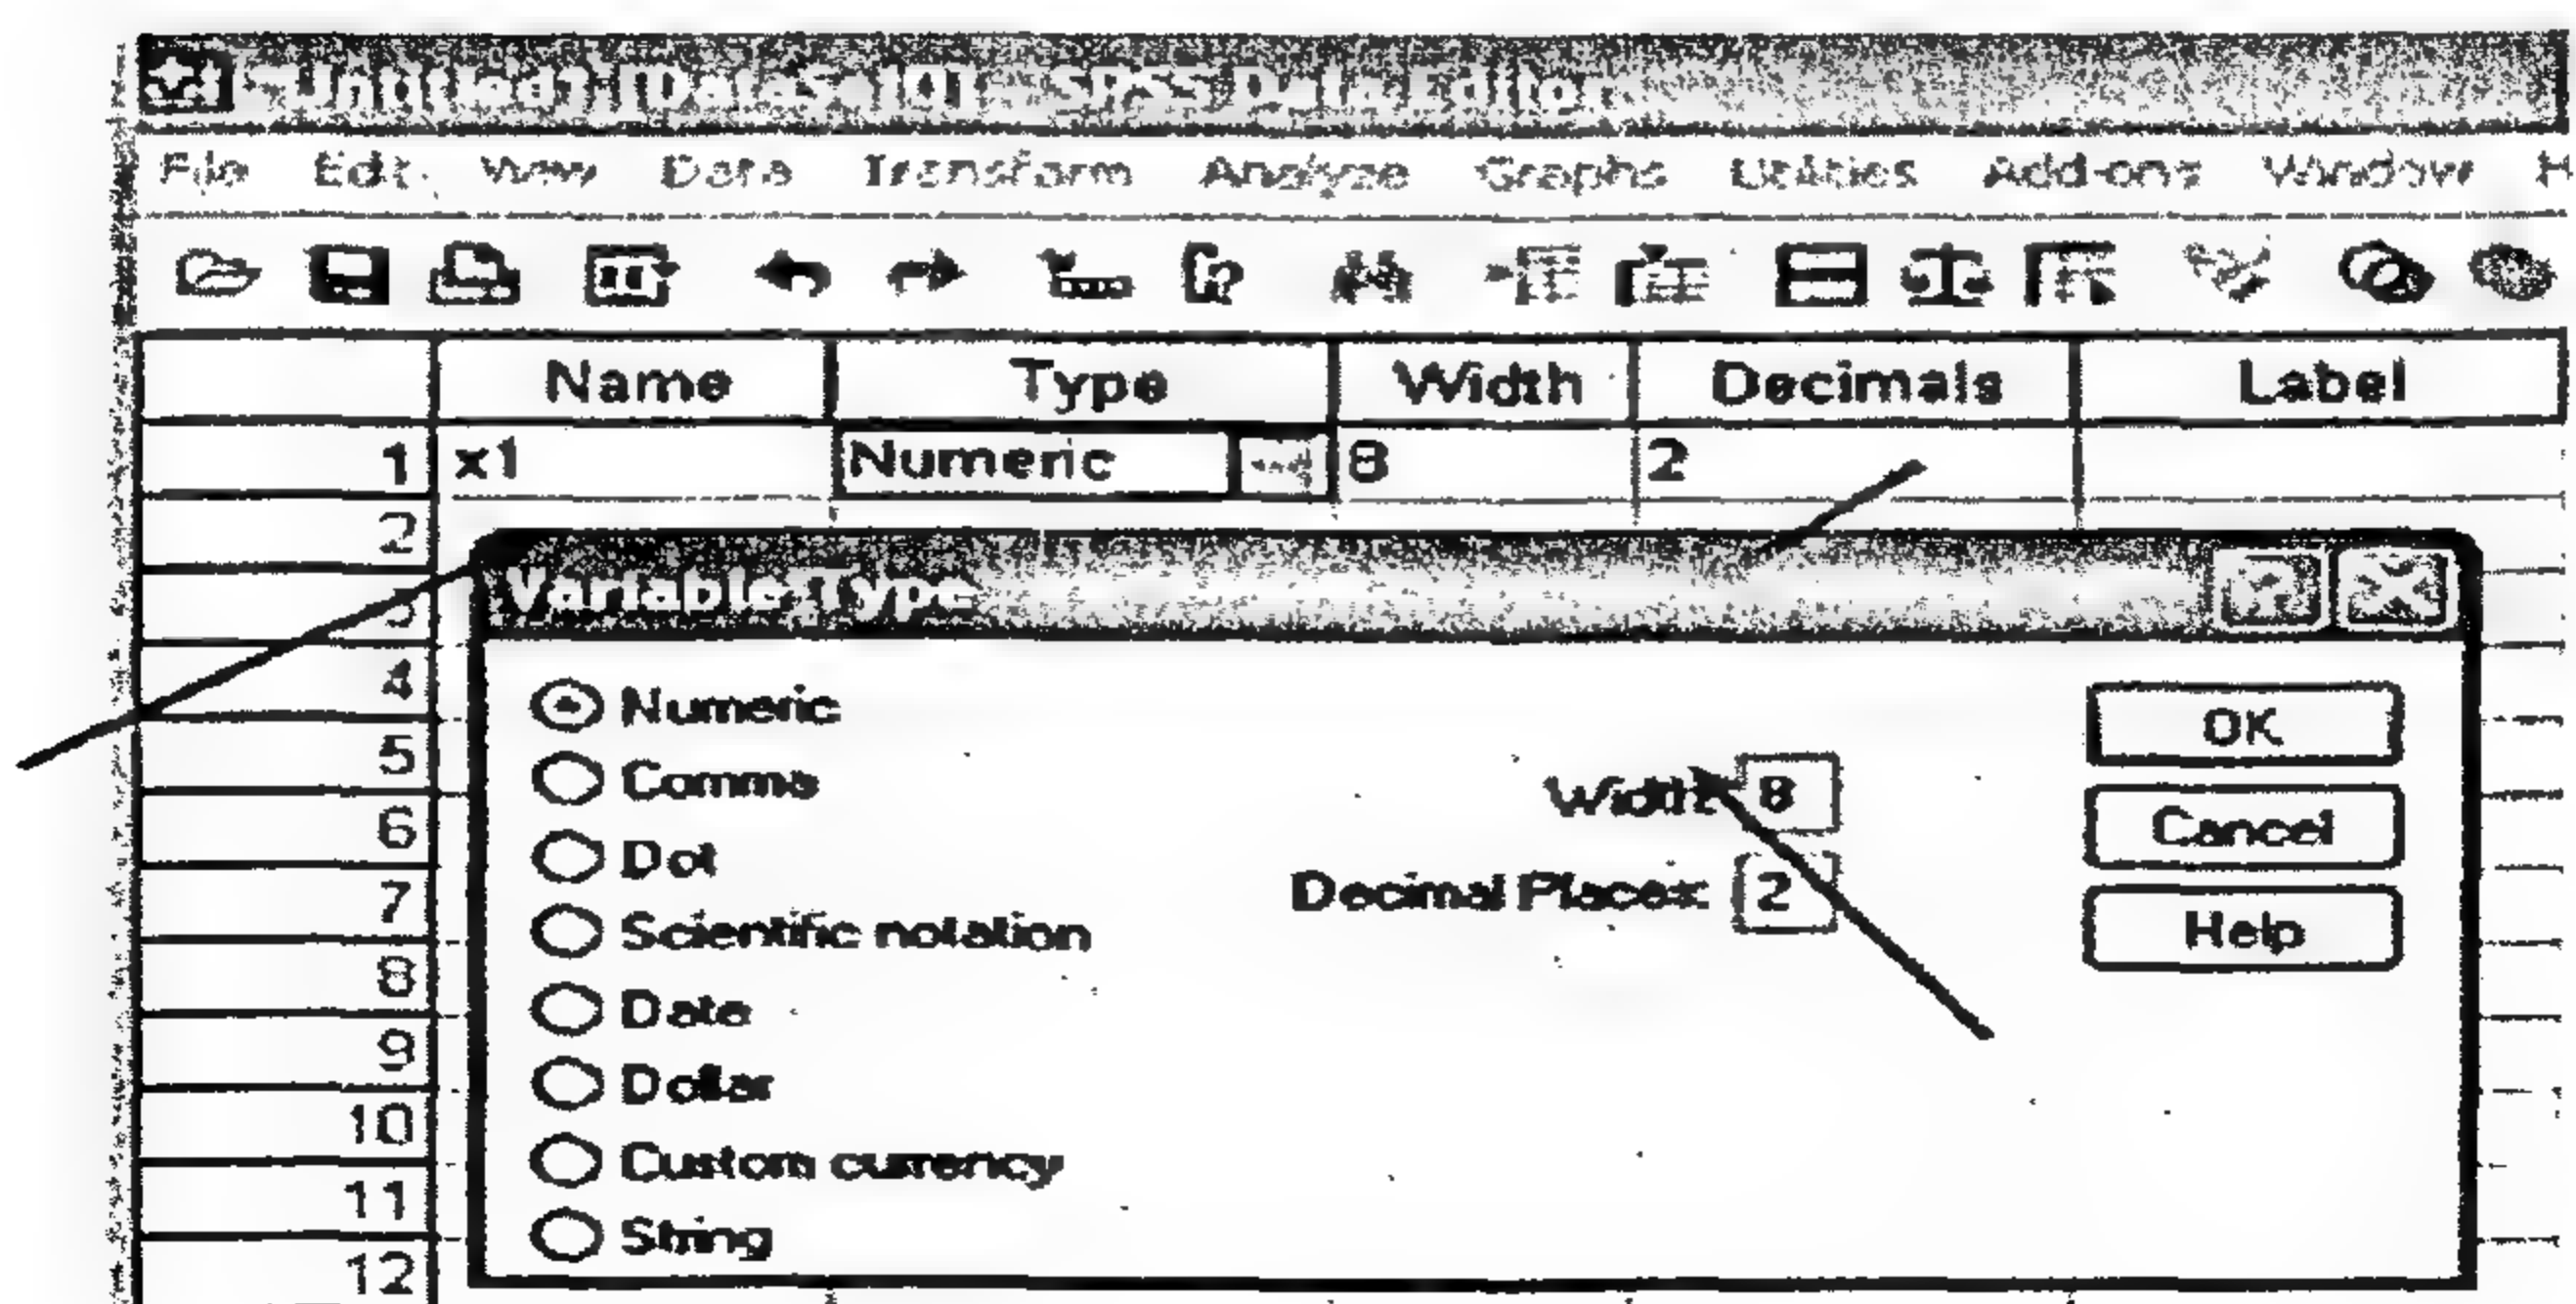 Untitled1 [DataSet0] - SPSS Data Editor
File Edit View Data Transform Analyze Graphs Utilities Add-ons Window H
Name Type Width Decimals Label
1 x1 Numeric ... 8 2
2
3
Variable Type
4
5
6
7
8
9
10
11
12
Numeric
Comma
Dot
Scientific notation
Date
Dollar
Custom currency
String
Width: 8
Decimal Places: 2
OK
Cancel
Help